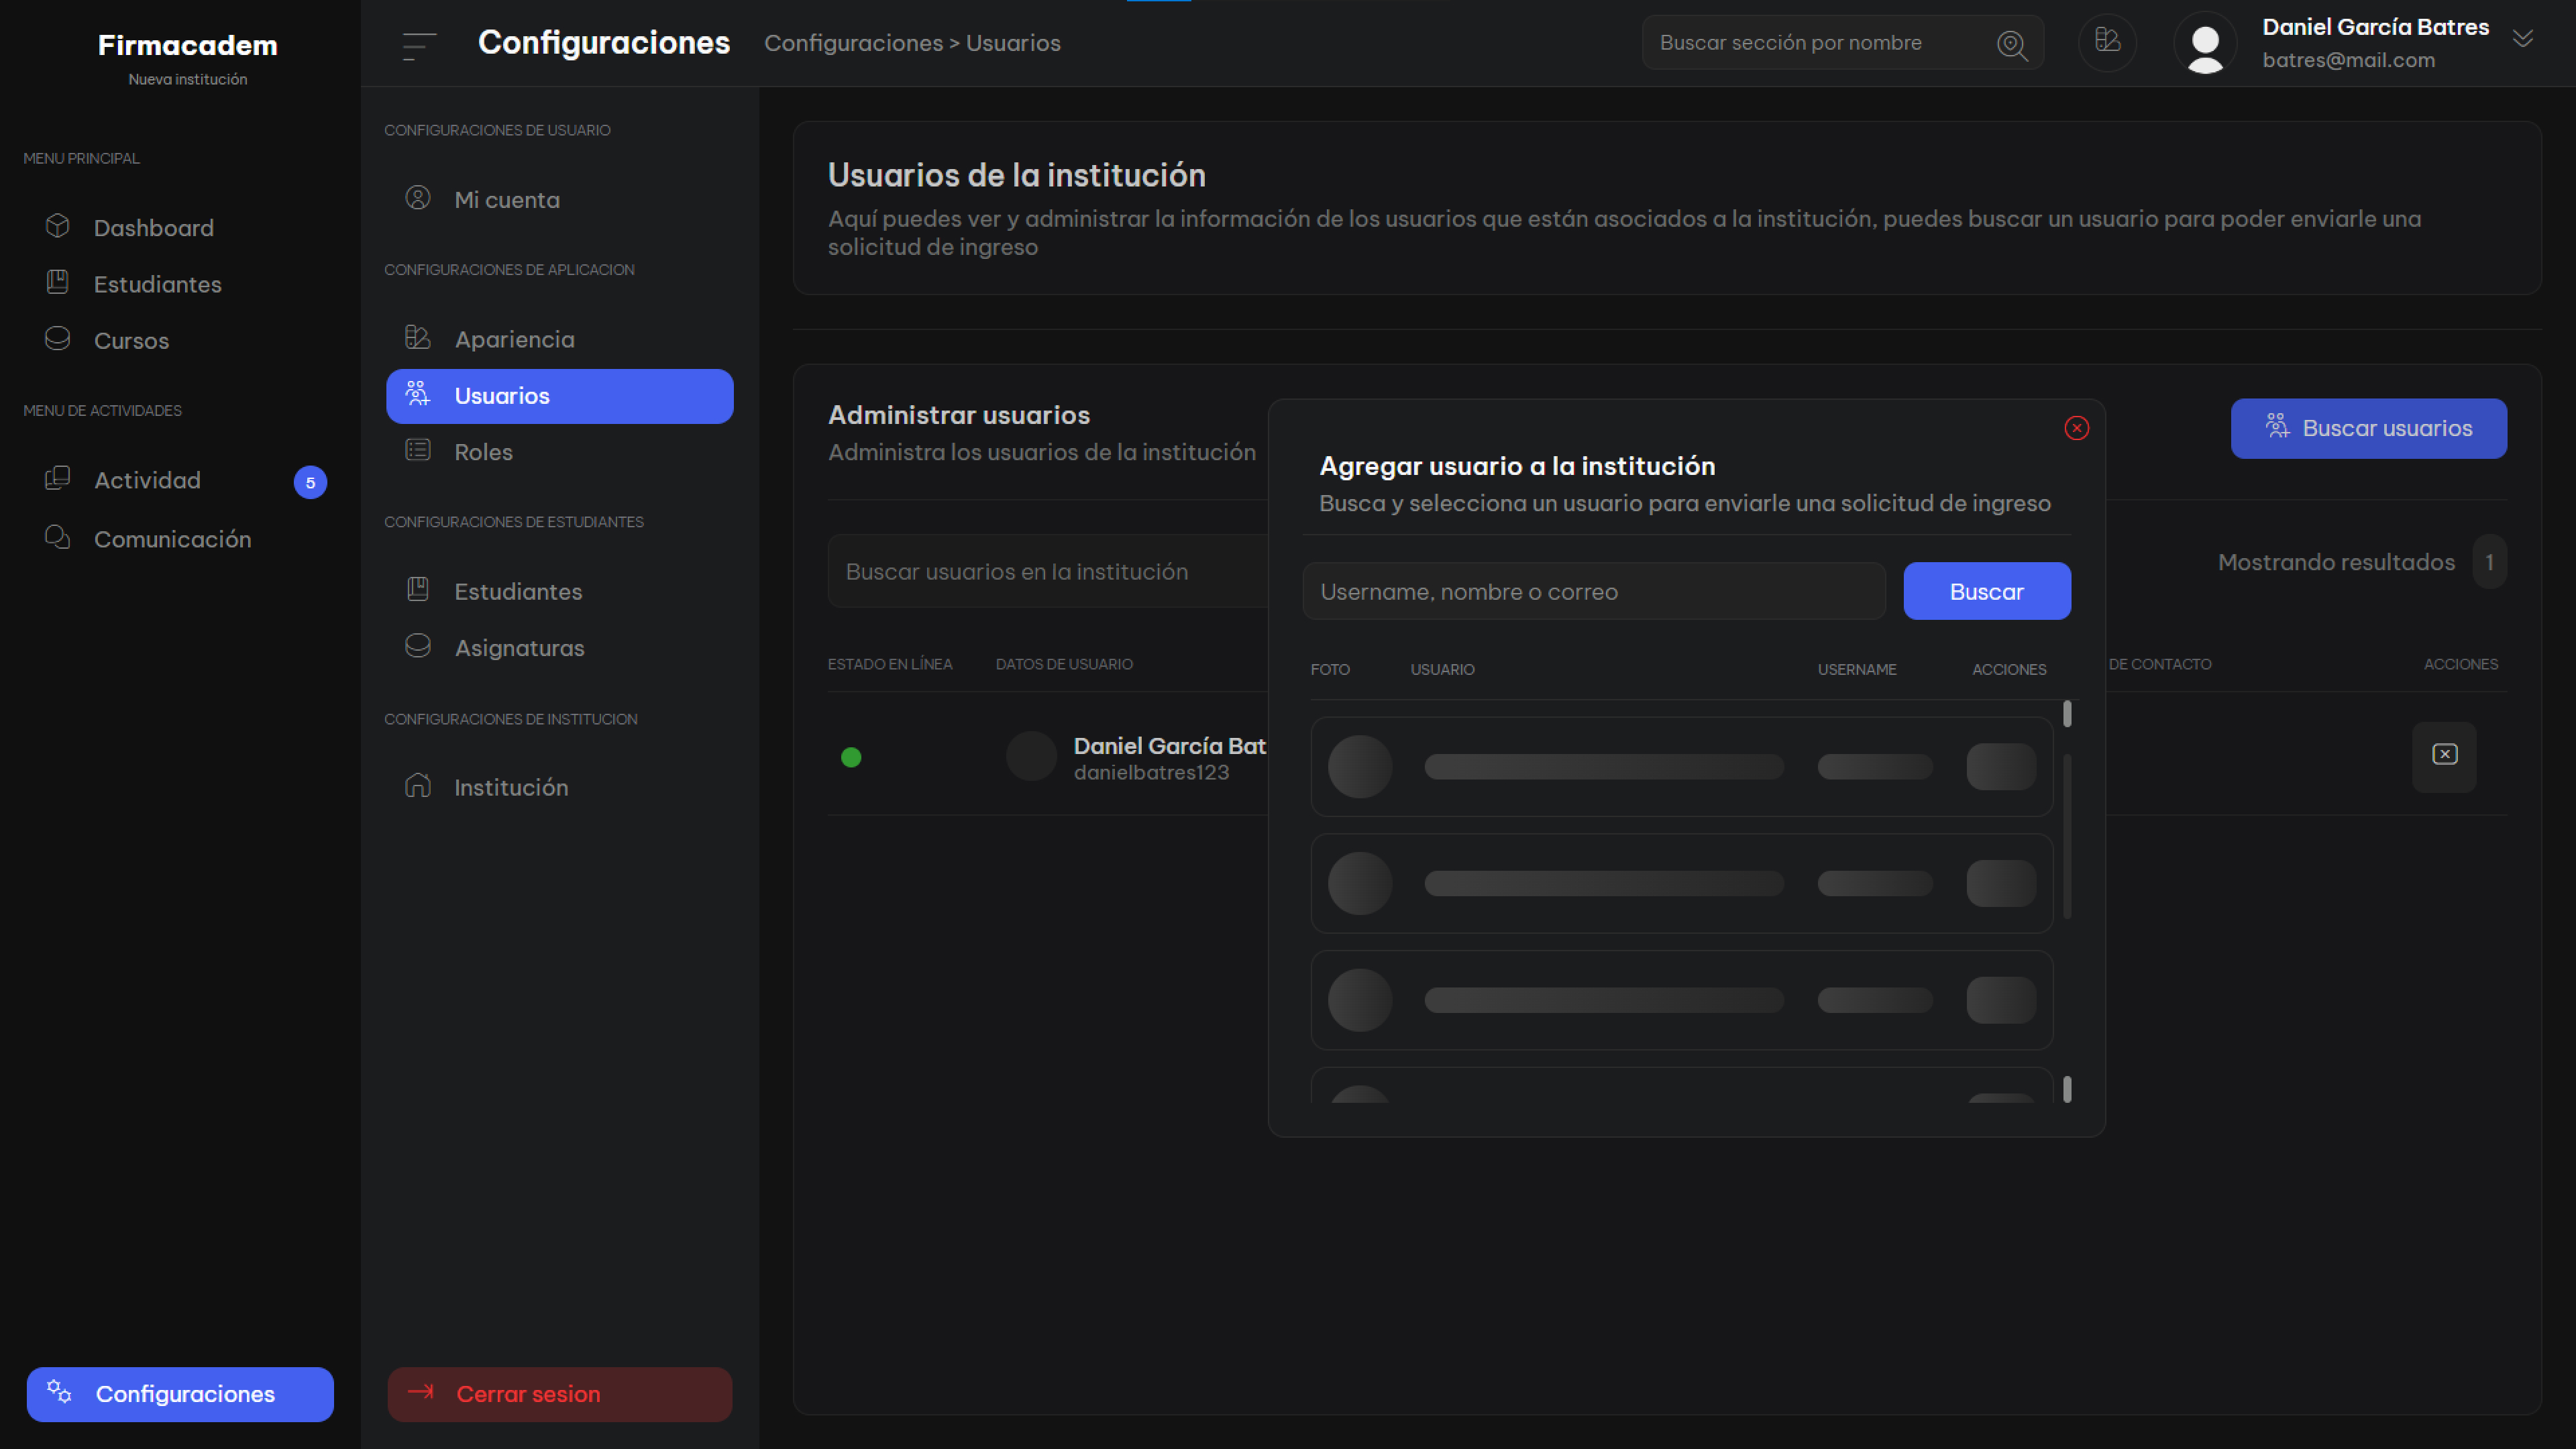 Firmacadem
Nueva institución
MENU PRINCIPAL
Dashboard
Estudiantes
Cursos
MENU DE ACTIVIDADES
Actividad
5
Comunicación
Configuraciones
Configuraciones
Configuraciones > Usuarios
Buscar sección por nombre
Daniel García Batres
batres@mail.com
CONFIGURACIONES DE USUARIO
Mi cuenta
CONFIGURACIONES DE APLICACION
Apariencia
Usuarios
Roles
CONFIGURACIONES DE ESTUDIANTES
Estudiantes
Asignaturas
CONFIGURACIONES DE INSTITUCION
Institución
Cerrar sesion
Usuarios de la institución
Aquí puedes ver y administrar la información de los usuarios que están asociados a la institución, puedes buscar un usuario para poder enviarle una
solicitud de ingreso
Administrar usuarios
Administra los usuarios de la institución
Buscar usuarios
Buscar usuarios en la institución
Mostrando resultados
1
ESTADO EN LÍNEA
DATOS DE USUARIO
DE CONTACTO
ACCIONES
Daniel García Bat
danielbatres123
Agregar usuario a la institución
Busca y selecciona un usuario para enviarle una solicitud de ingreso
Username, nombre o correo
Buscar
FOTO
USUARIO
USERNAME
ACCIONES